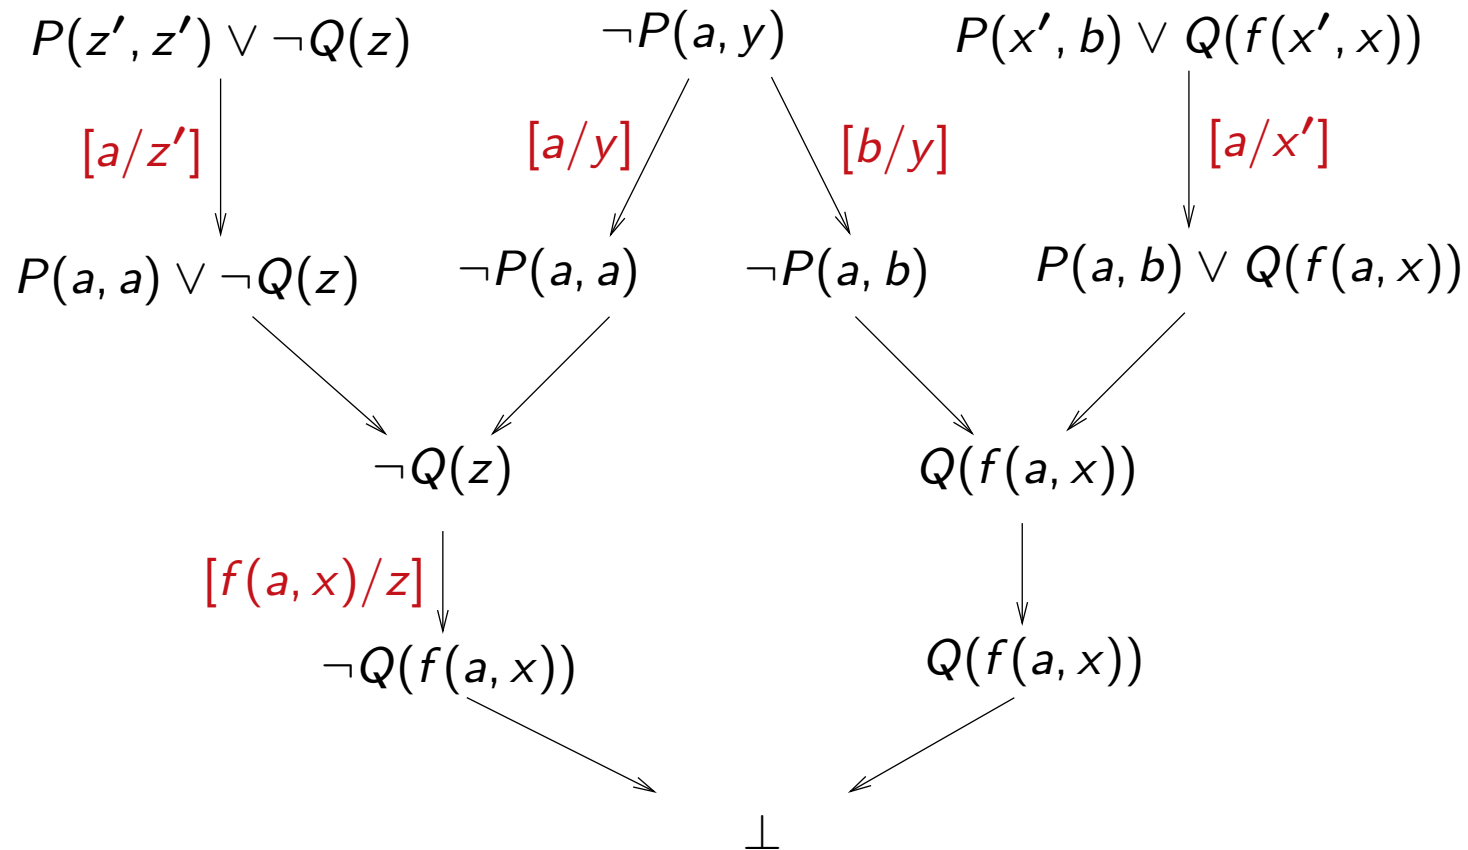 P(z′, z′) ∨ ¬Q(z) ¬P(a, y) P(x′, b) ∨ Q(f(x′, x))
[a/z′] [a/y] [b/y] [a/x′]
P(a, a) ∨ ¬Q(z) ¬P(a, a) ¬P(a, b) P(a, b) ∨ Q(f(a, x))
¬Q(z) Q(f(a, x))
[f(a, x)/z]
¬Q(f(a, x)) Q(f(a, x))
⊥